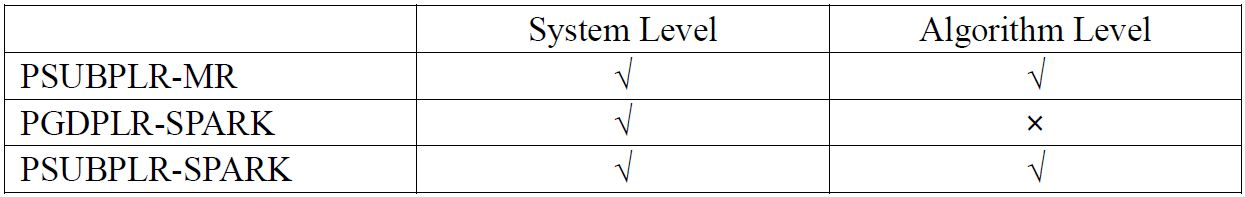 System Level Algorithm Level
PSUBPLR-MR √ √
PGDPLR-SPARK √ ×
PSUBPLR-SPARK √ √